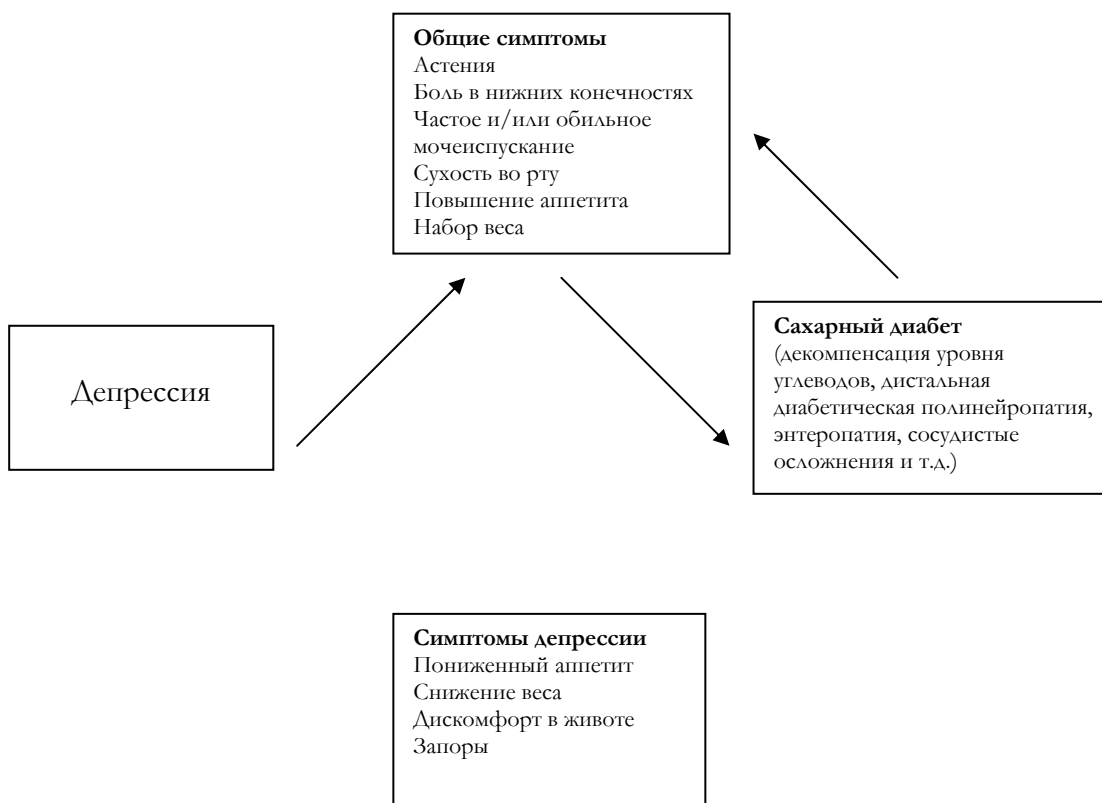 Общие симптомы
Астения
Боль в нижних конечностях
Частое и/или обильное
мочеиспускание
Сухость во рту
Повышение аппетита
Набор веса
Депрессия
Сахарный диабет
(декомпенсация уровня
углеводов, дистальная
диабетическая полинейропатия,
энтеропатия, сосудистые
осложнения и т.д.)
Симптомы депрессии
Пониженный аппетит
Снижение веса
Дискомфорт в животе
Запоры